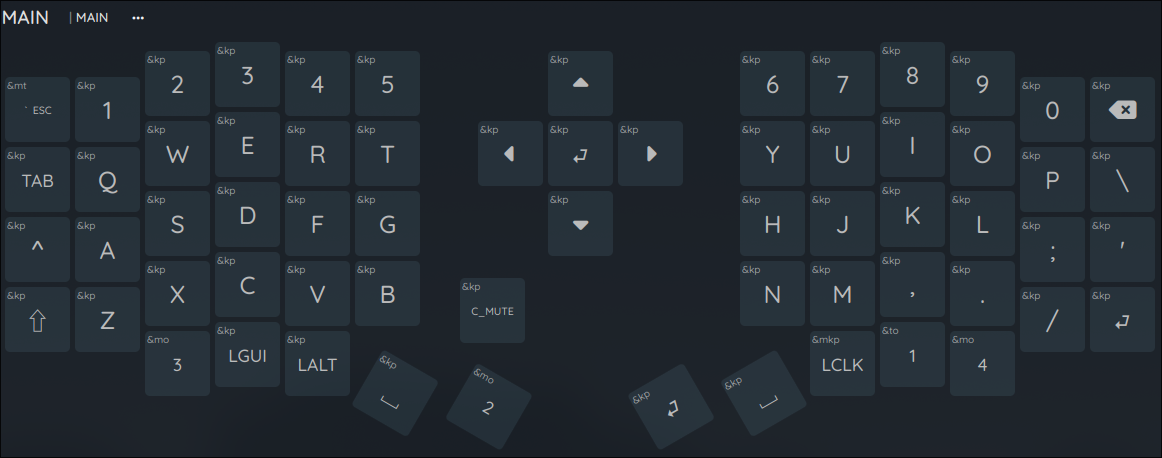 MAIN | MAIN •••
&kp 3
&kp 2 &kp 4 &kp 5 &kp &kp 6 &kp 7 &kp 8 &kp 9
&mt ` ESC &kp 1 &kp 0 &kp
&kp W &kp E &kp R &kp T &kp &kp &kp &kp Y &kp U &kp I &kp O
&kp TAB &kp Q &kp P &kp \
&kp S &kp D &kp F &kp G &kp &kp H &kp J &kp K &kp L
&kp ^ &kp A &kp ; &kp '
&kp X &kp C &kp V &kp B &kp C_MUTE &kp N &kp M &kp , &kp .
&kp &kp Z &kp / &kp
&mo 3 &kp LGUI &kp LALT &mkp LCLK &to 1 &mo 4
&kp &mo 2 &kp &kp